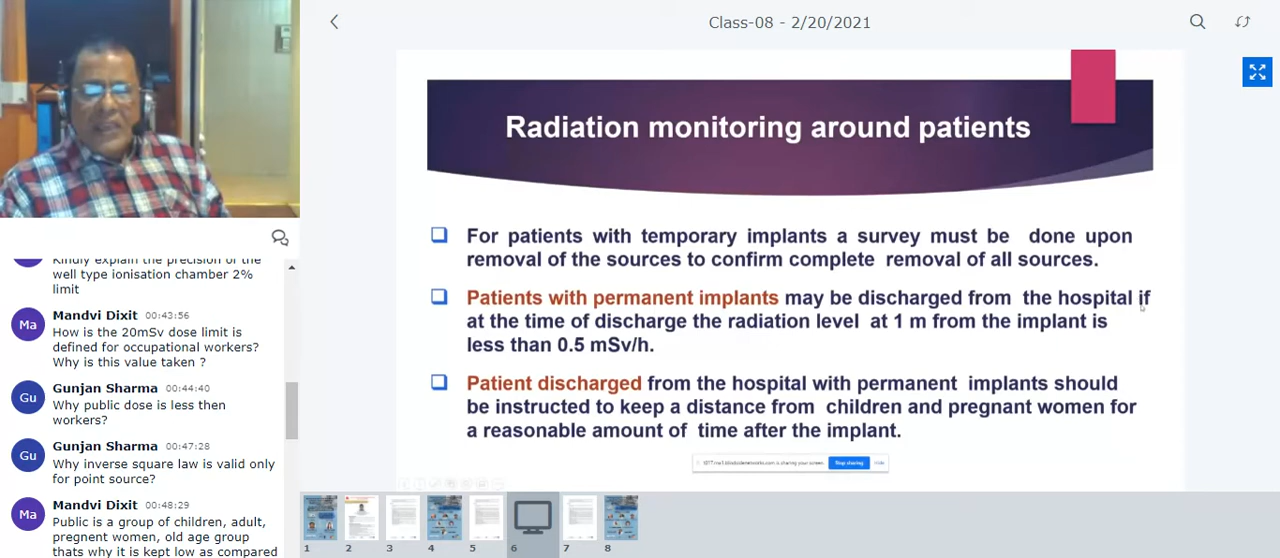 Class-08 - 2/20/2021
Radiation monitoring around patients
For patients with temporary implants a survey must be done upon
removal of the sources to confirm complete removal of all sources.
Patients with permanent implants may be discharged from the hospital if
at the time of discharge the radiation level at 1 m from the implant is
less than 0.5 mSv/h.
Patient discharged from the hospital with permanent implants should
be instructed to keep a distance from children and pregnant women for
a reasonable amount of time after the implant.
is sharing your screen
Stop sharing
Hide
Kindly explain the precision of the
well type ionisation chamber 2%
limit
Ma
Mandvi Dixit 00:43:56
How is the 20mSv dose limit is
defined for occupational workers?
Why is this value taken ?
Gu
Gunjan Sharma 00:44:40
Why public dose is less then
workers?
Gu
Gunjan Sharma 00:47:28
Why inverse square law is valid only
for point source?
Ma
Mandvi Dixit 00:48:29
Public is a group of children, adult,
pregnant women, old age group
thats why it is kept low as compared
1
2
3
4
5
6
7
8